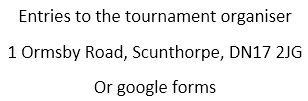 Entries to the tournament organiser
1 Ormsby Road, Scunthorpe, DN17 2JG
Or google forms